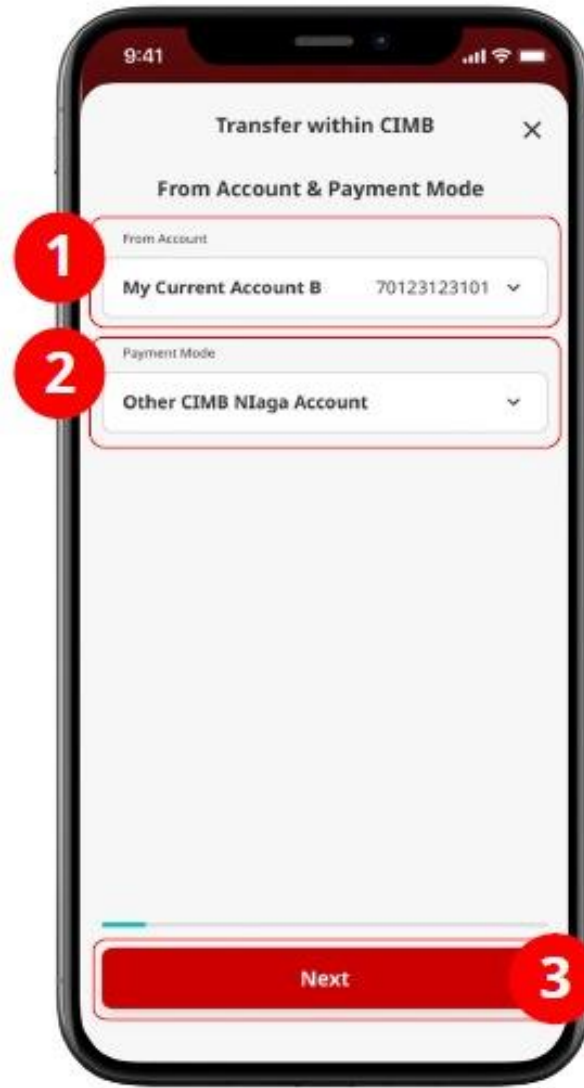 9:41
Transfer within CIMB
From Account & Payment Mode
1
From Account
My Current Account B 70123123101
2
Payment Mode
Other CIMB NIaga Account
Next
3